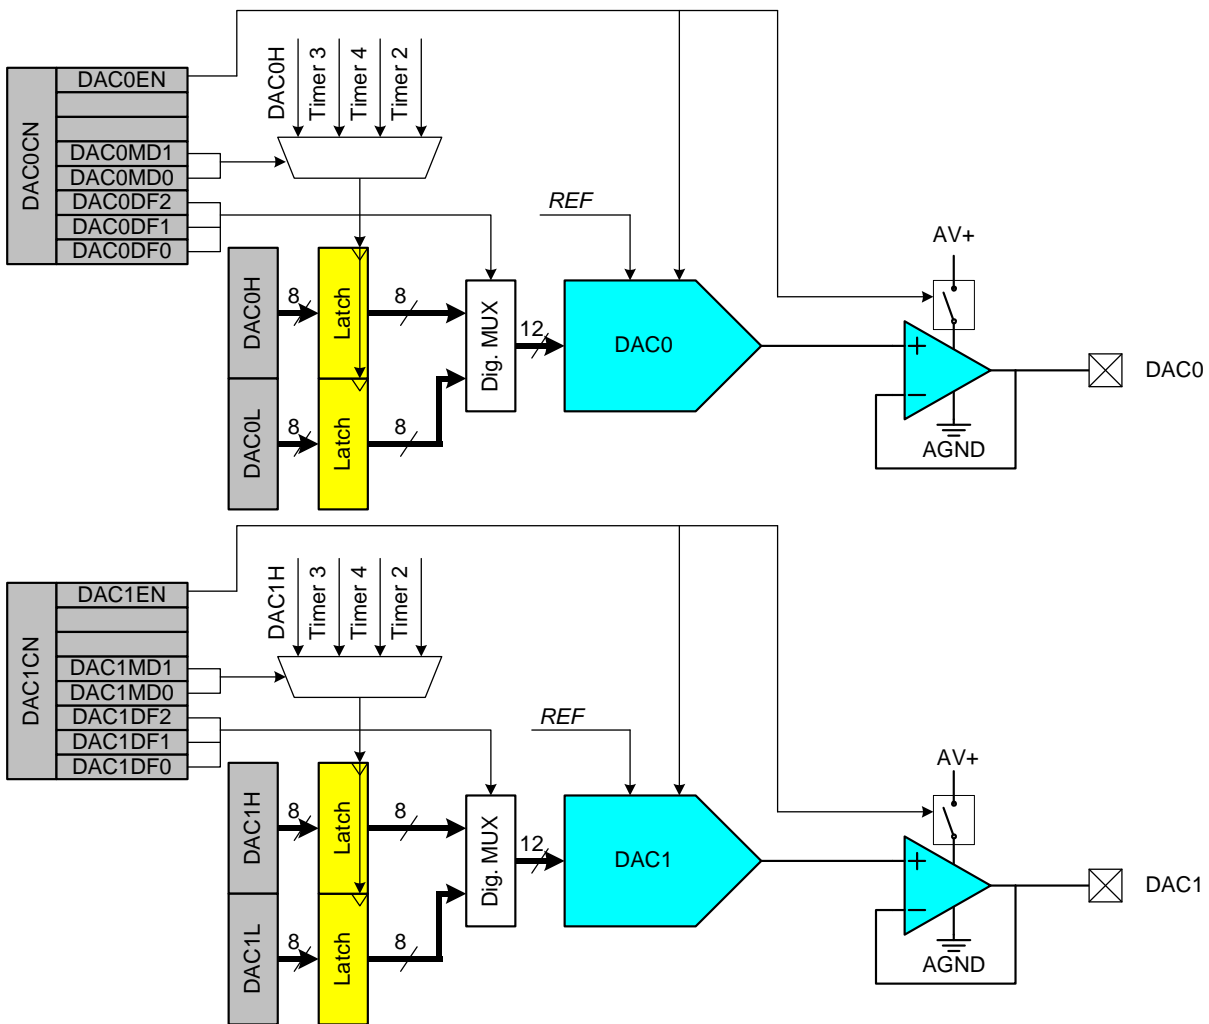 DAC0CN
DAC0EN
DAC0MD1
DAC0MD0
DAC0DF2
DAC0DF1
DAC0DF0
DAC0H
Timer 3
Timer 4
Timer 2
REF
AV+
DAC0H
8
Latch
8
Dig. MUX
12
DAC0
+
−
DAC0
DAC0L
8
Latch
8
AGND
DAC1CN
DAC1EN
DAC1MD1
DAC1MD0
DAC1DF2
DAC1DF1
DAC1DF0
DAC1H
Timer 3
Timer 4
Timer 2
REF
AV+
DAC1H
8
Latch
8
Dig. MUX
12
DAC1
+
−
DAC1
DAC1L
8
Latch
8
AGND